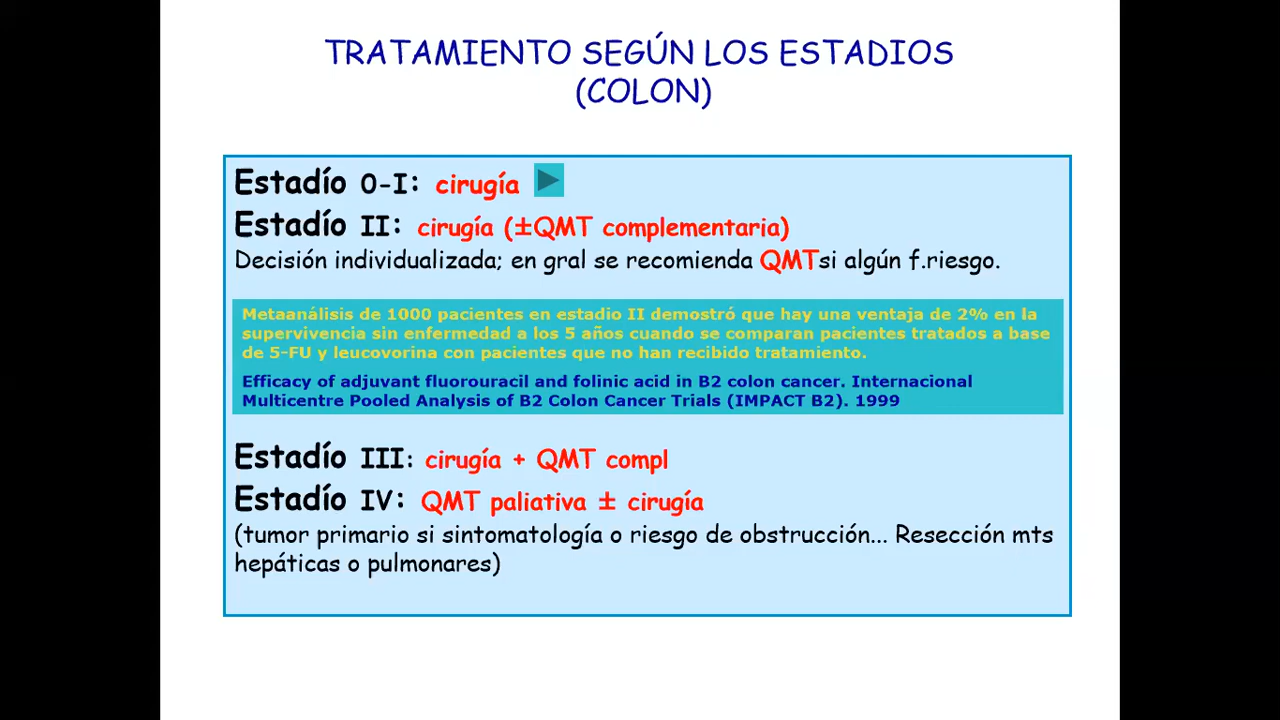 TRATAMIENTO SEGÚN LOS ESTADIOS
(COLON)
Estadío 0-I: cirugía
Estadío II: cirugía (±QMT complementaria)
Decisión individualizada; en gral se recomienda QMTsi algún f.riesgo.
Metaanálisis de 1000 pacientes en estadio II demostró que hay una ventaja de 2% en la
supervivencia sin enfermedad a los 5 años cuando se comparan pacientes tratados a base
de 5-FU y leucovorina con pacientes que no han recibido tratamiento.
Efficacy of adjuvant fluorouracil and folinic acid in B2 colon cancer. Internacional
Multicentre Pooled Analysis of B2 Colon Cancer Trials (IMPACT B2). 1999
Estadío III: cirugía + QMT compl
Estadío IV: QMT paliativa ± cirugía
(tumor primario si sintomatología o riesgo de obstrucción... Resección mts
hepáticas o pulmonares)